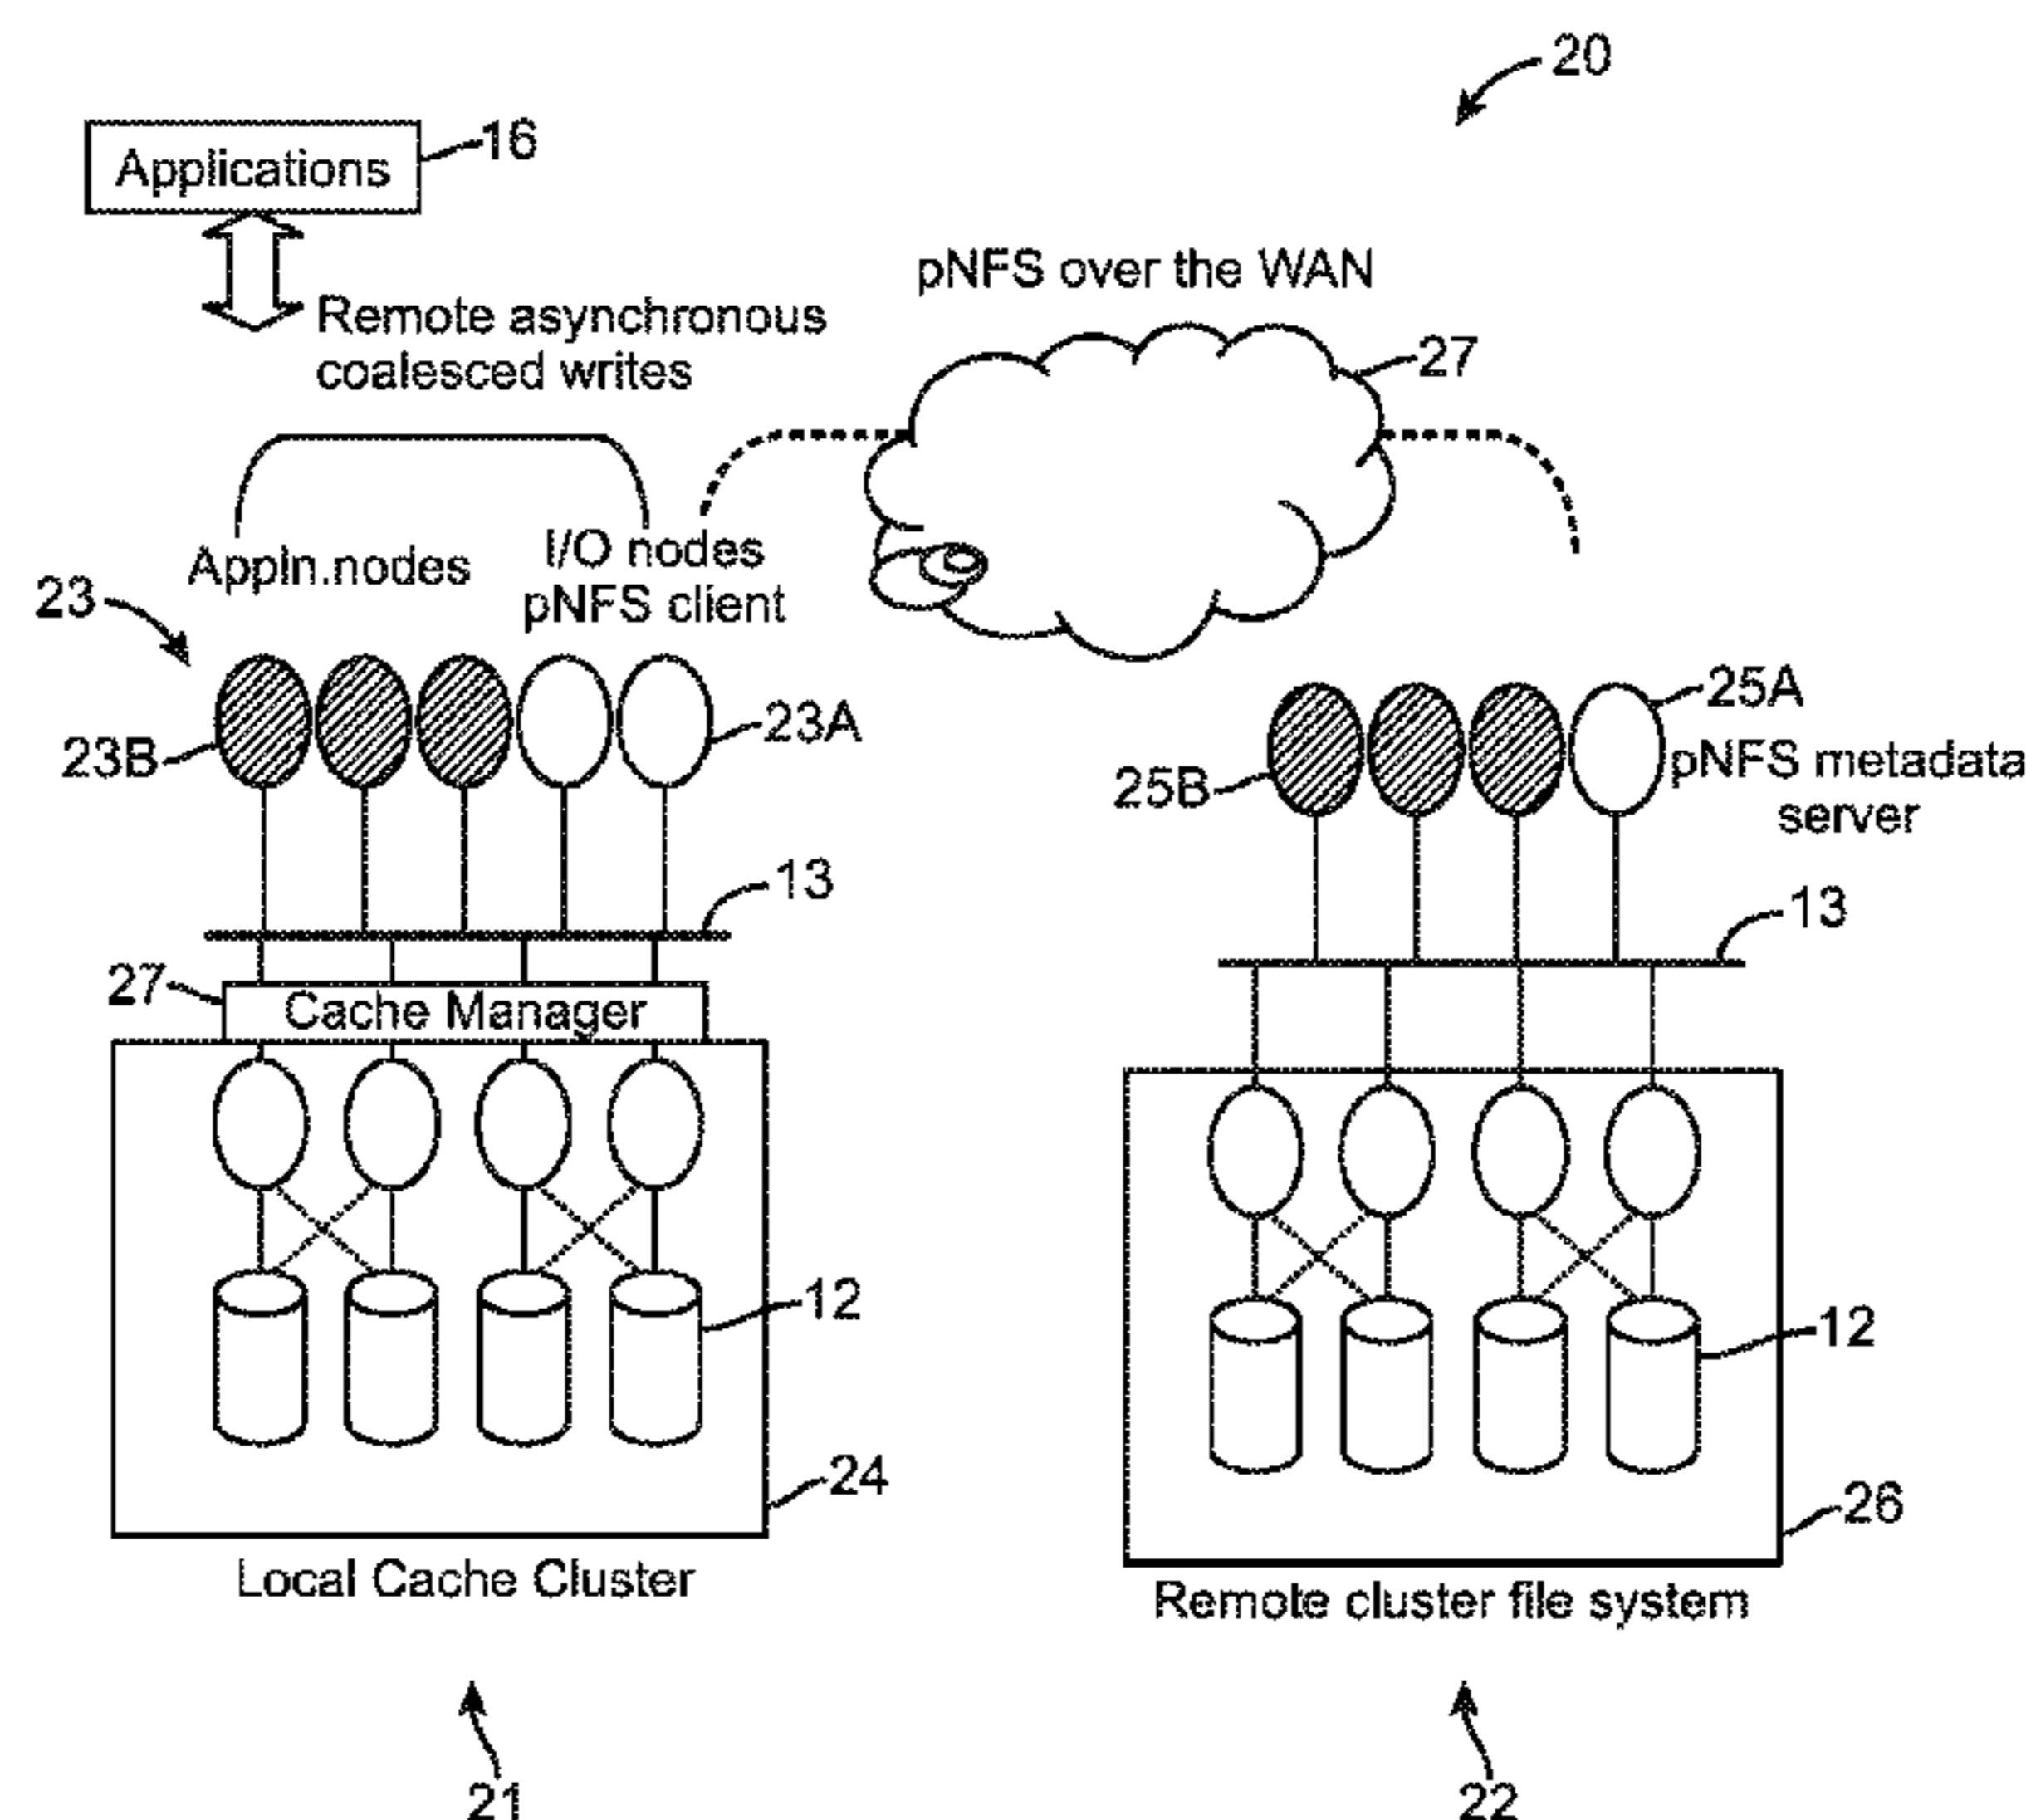 20
Applications
16
pNFS over the WAN
Remote asynchronous
coalesced writes
27
Appln.nodes
I/O nodes
pNFS client
23
23B
23A
25A
25B
pNFS metadata
server
13
13
27
Cache Manager
12
12
24
26
Local Cache Cluster
Remote cluster file system
21
22